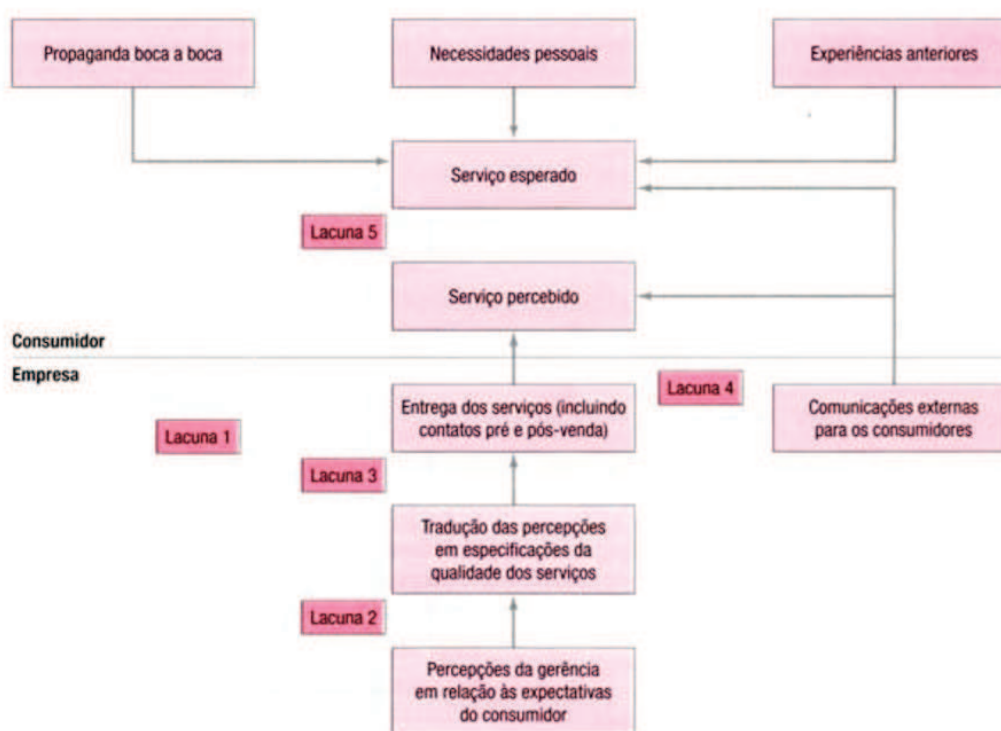 Propaganda boca a boca
Necessidades pessoais
Experiências anteriores
Serviço esperado
Lacuna 5
Serviço percebido
Consumidor
Empresa
Lacuna 4
Entrega dos serviços (incluindo
contatos pré e pós-venda)
Comunicações externas
para os consumidores
Lacuna 1
Lacuna 3
Tradução das percepções
em especificações da
qualidade dos serviços
Lacuna 2
Percepções da gerência
em relação às expectativas
do consumidor